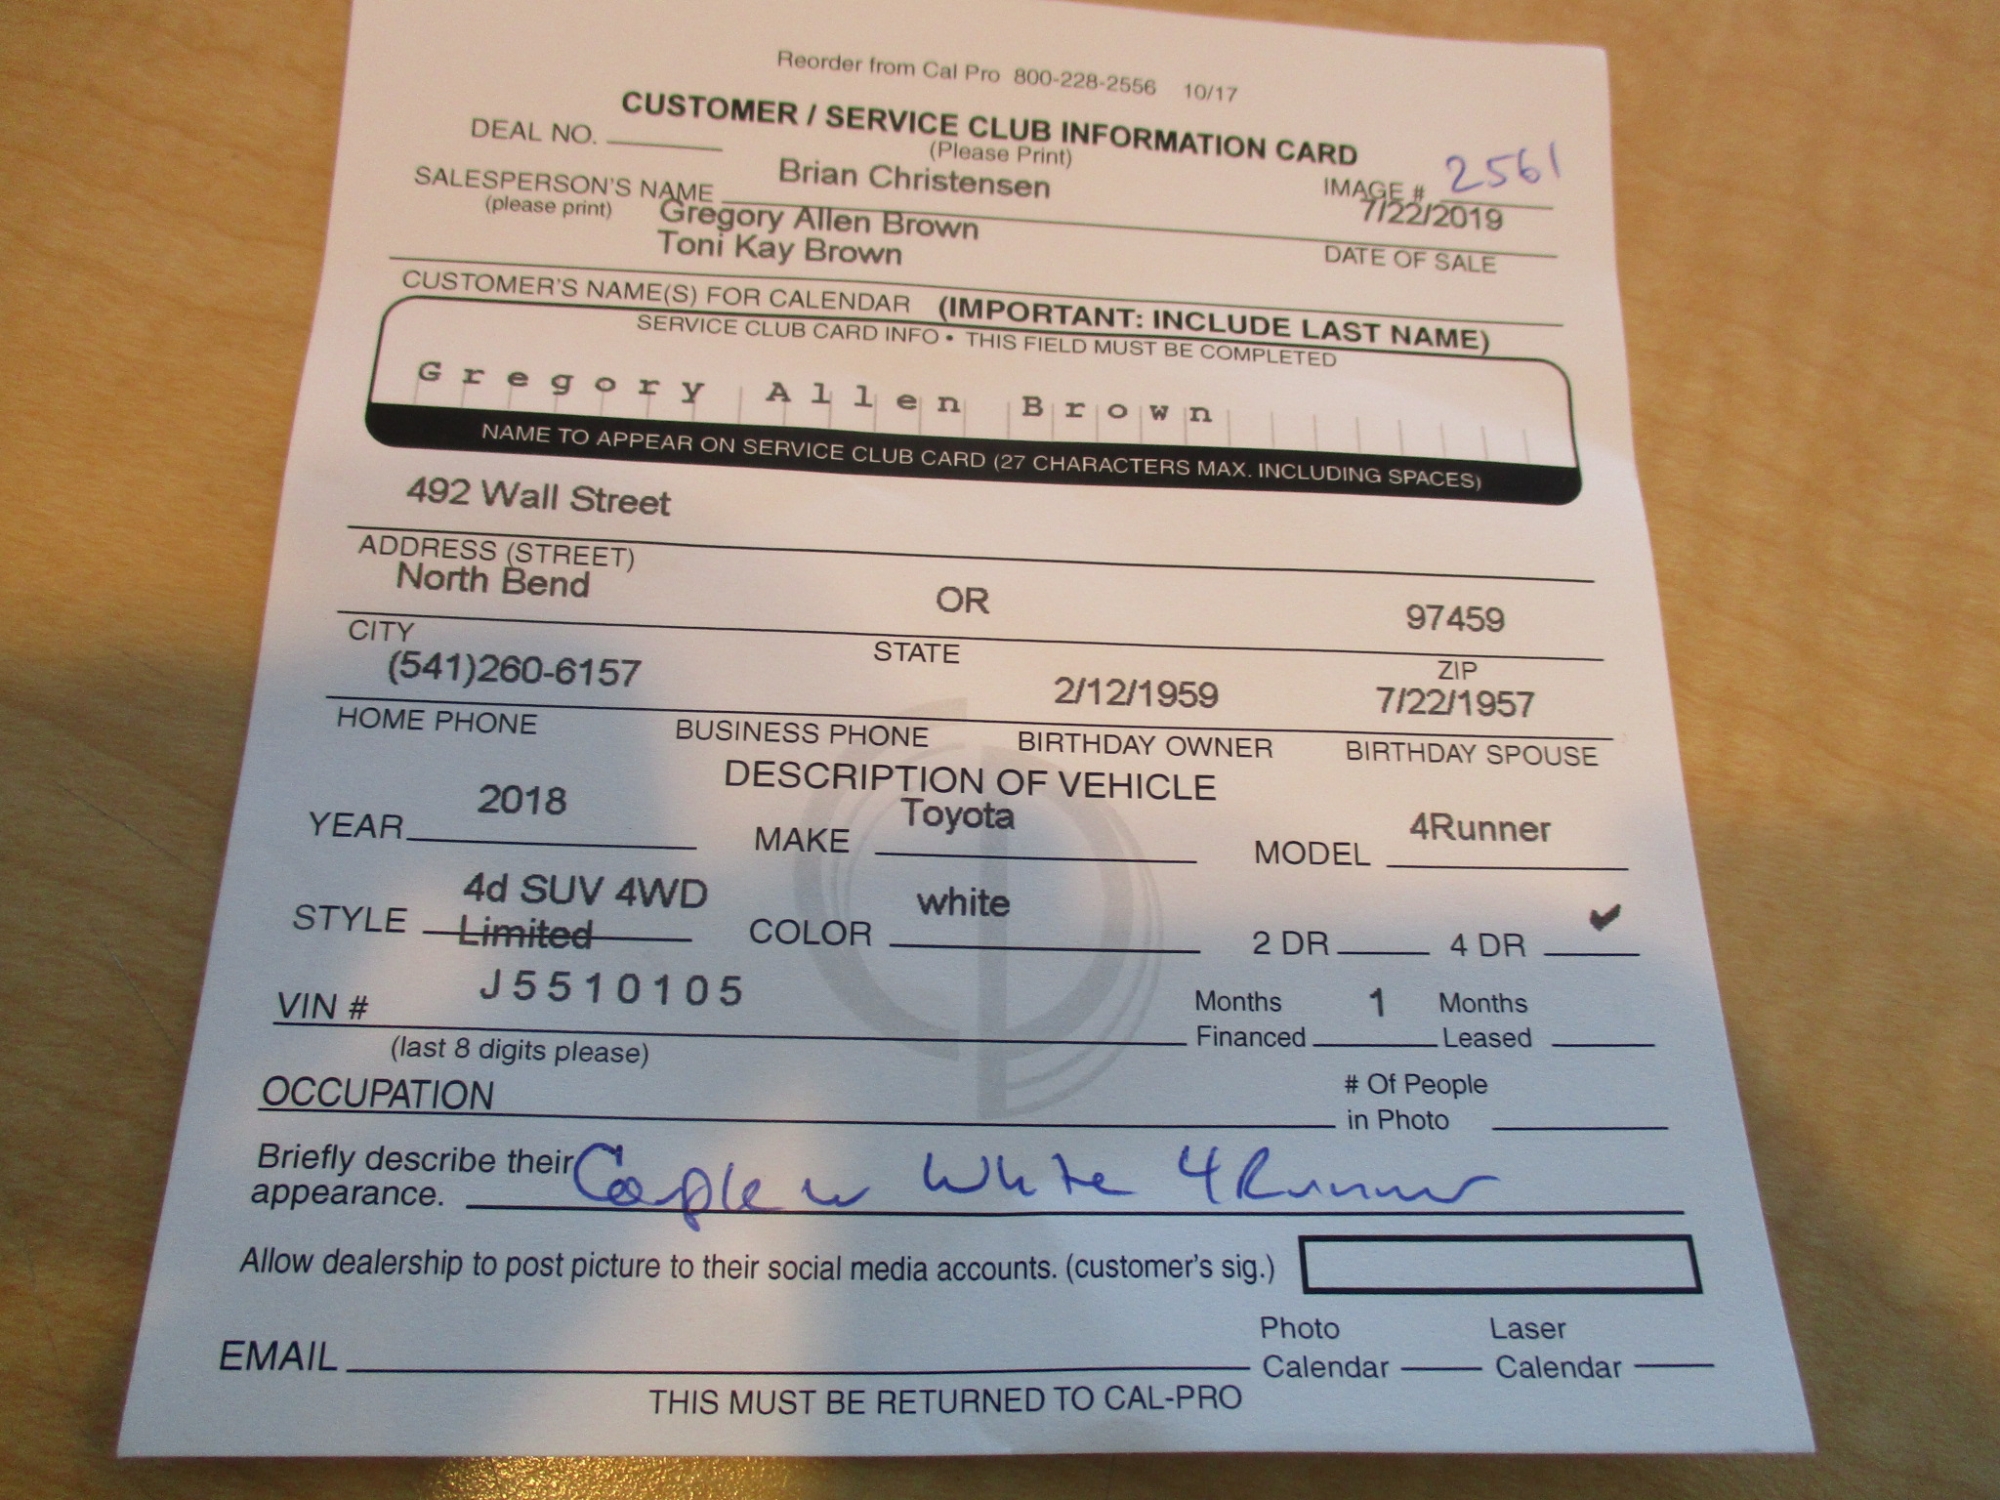 Reorder from Cal Pro 800-228-2556 10/17
CUSTOMER / SERVICE CLUB INFORMATION CARD
(Please Print)
DEAL NO.
IMAGE # 2561
SALESPERSON'S NAME Brian Christensen
(please print)
7/22/2019
Gregory Allen Brown
Toni Kay Brown
DATE OF SALE
CUSTOMER'S NAME(S) FOR CALENDAR (IMPORTANT: INCLUDE LAST NAME)
SERVICE CLUB CARD INFO • THIS FIELD MUST BE COMPLETED
Gregory Allen Brown
NAME TO APPEAR ON SERVICE CLUB CARD (27 CHARACTERS MAX. INCLUDING SPACES)
492 Wall Street
ADDRESS (STREET)
North Bend OR 97459
CITY STATE ZIP
(541)260-6157 2/12/1959 7/22/1957
HOME PHONE BUSINESS PHONE BIRTHDAY OWNER BIRTHDAY SPOUSE
DESCRIPTION OF VEHICLE
YEAR 2018 MAKE Toyota MODEL 4Runner
4d SUV 4WD
STYLE Limited COLOR white 2 DR 4 DR ✔
VIN # J5510105
(last 8 digits please)
Months 1 Months
Financed Leased
OCCUPATION
# Of People
in Photo
Briefly describe their
appearance. Couple w White 4Runner
Allow dealership to post picture to their social media accounts. (customer's sig.)
Photo Laser
EMAIL Calendar Calendar
THIS MUST BE RETURNED TO CAL-PRO